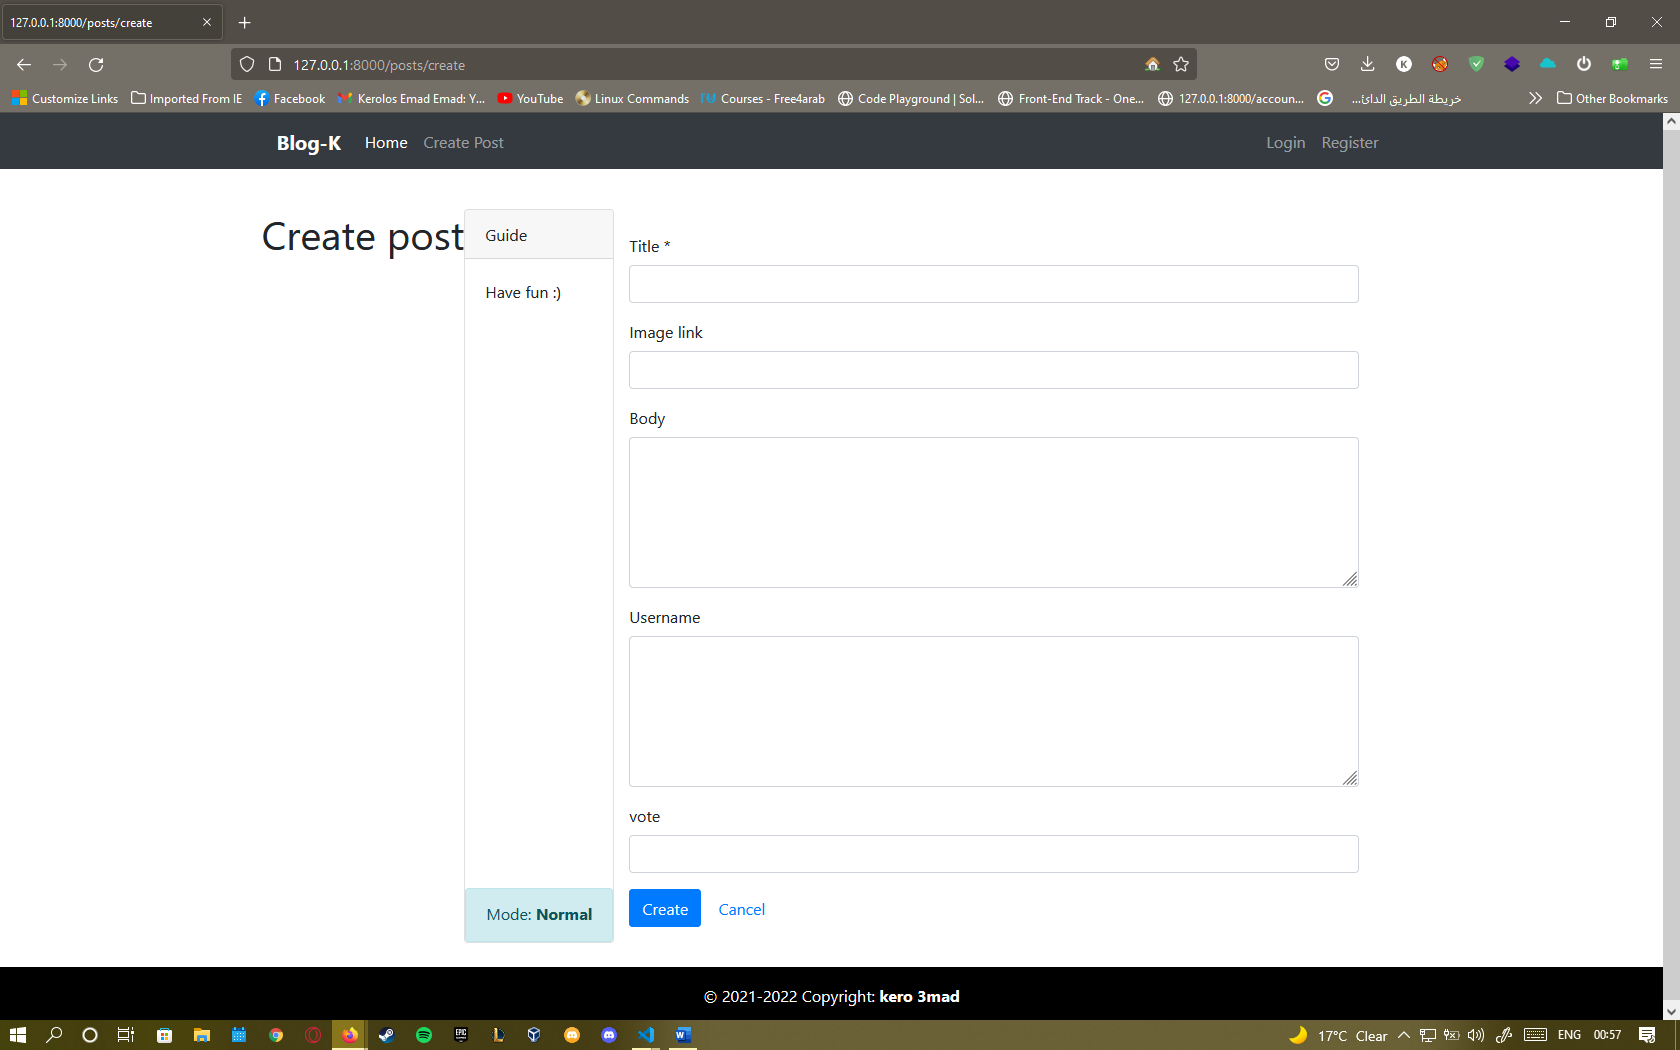 127.0.0.1:8000/posts/create
127.0.0.1:8000/posts/create
Customize Links
Imported From IE
Facebook
Kerolos Emad Emad: Y...
YouTube
Linux Commands
Courses - Free4arab
Code Playground | Sol...
Front-End Track - One...
127.0.0.1:8000/accoun...
خريطة الطريق الدائ...
Other Bookmarks
Blog-K Home Create Post Login Register
Create post
Guide
Have fun :)
Mode: Normal
Title *
Image link
Body
Username
vote
Create Cancel
© 2021-2022 Copyright: kero 3mad
17°C Clear ENG 00:57